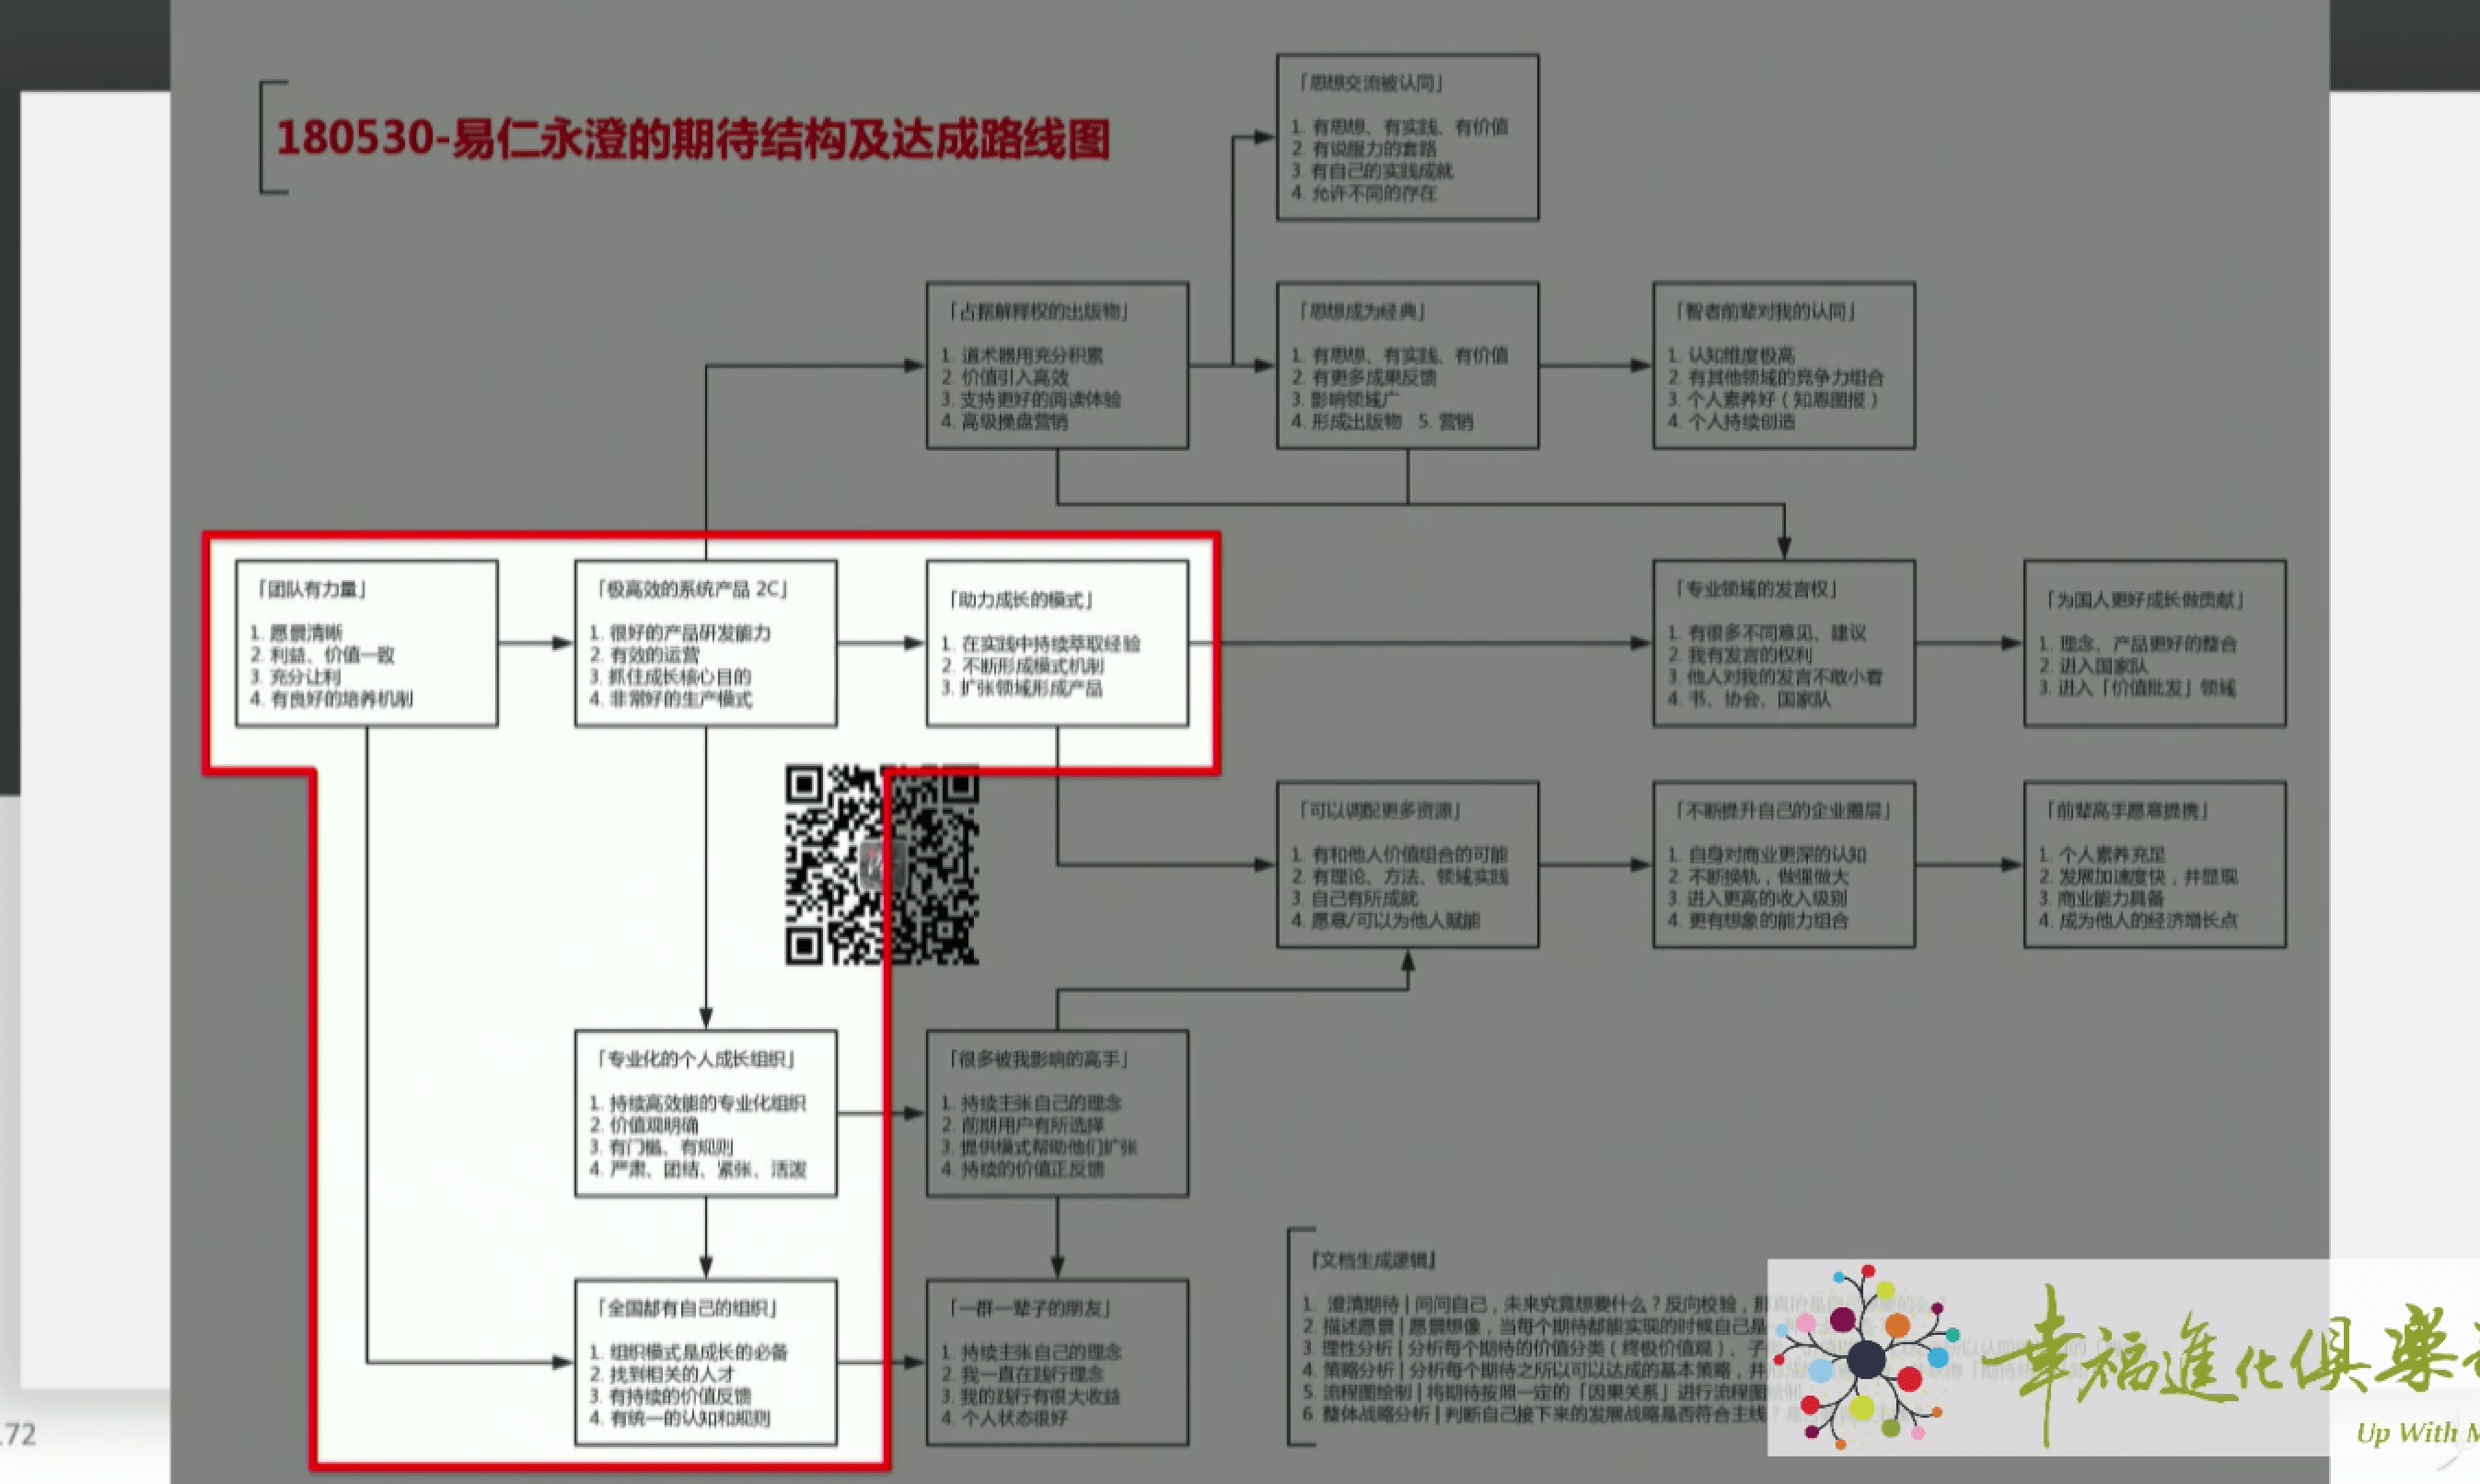 180530-易仁永澄的期待结构及达成路线图
「思想交流被认同」
1. 有思想、有实践、有价值
2. 有说服力的套路
3. 有自己的实践成就
4. 允许不同的存在
「占据解释权的出版物」
1. 道术器用充分积累
2. 价值引入高效
3. 支持更好的阅读体验
4. 高级操盘营销
「思想成为经典」
1. 有思想、有实践、有价值
2. 有更多成果反馈
3. 影响领域广
4. 形成出版物 5. 营销
「智者前辈对我的认同」
1. 认知维度极高
2. 有其他领域的竞争力组合
3. 个人素养好（知恩图报）
4. 个人持续创造
「团队有力量」
1. 愿景清晰
2. 利益、价值一致
3. 充分让利
4. 有良好的培养机制
「极高效的系统产品 2C」
1. 很好的产品研发能力
2. 有效的运营
3. 抓住成长核心目的
4. 非常好的生产模式
「助力成长的模式」
1. 在实践中持续萃取经验
2. 不断形成模式机制
3. 扩张领域形成产品
「专业领域的发言权」
1. 有很多不同意见、建议
2. 我有发言的权利
3. 他人对我的发言不敢小看
4. 书、协会、国家队
「为国人更好成长做贡献」
1. 理念、产品更好的整合
2. 进入国家队
3. 进入「价值批发」领域
「可以调配更多资源」
1. 有和他人价值组合的可能
2. 有理论、方法、领域实践
3. 自己有所成就
4. 愿意/可以为他人赋能
「不断提升自己的企业圈层」
1. 自身对商业更深的认知
2. 不断换轨，做强做大
3. 进入更高的收入级别
4. 更有想象的能力组合
「前辈高手愿意提携」
1. 个人素养充足
2. 发展加速度快，并显现
3. 商业能力具备
4. 成为他人的经济增长点
「专业化的个人成长组织」
1. 持续高效能的专业化组织
2. 价值观明确
3. 有门槛、有规则
4. 严肃、团结、紧张、活泼
「很多被我影响的高手」
1. 持续主张自己的理念
2. 前期用户有所选择
3. 提供模式帮助他们扩张
4. 持续的价值正反馈
「全国都有自己的组织」
1. 组织模式是成长的必备
2. 找到相关的人才
3. 有持续的价值反馈
4. 有统一的认知和规则
「一群一辈子的朋友」
1. 持续主张自己的理念
2. 我一直在践行理念
3. 我的践行有很大收益
4. 个人状态很好
『文档生成逻辑』
1. 澄清期待 | 问问自己，未来究竟想要什么？反向校验，那
2. 描述愿景 | 愿景想像，当每个期待都能实现的时候自己是
3. 理性分析 | 分析每个期待的价值分类（终极价值观）、子
4. 策略分析 | 分析每个期待之所以可以达成的基本策略，并
5. 流程图绘制 | 将期待按照一定的「因果关系」进行流程图绘制
6. 整体战略分析 | 判断自己接下来的发展战略是否符合主线
幸福進化俱樂
Up With M
72